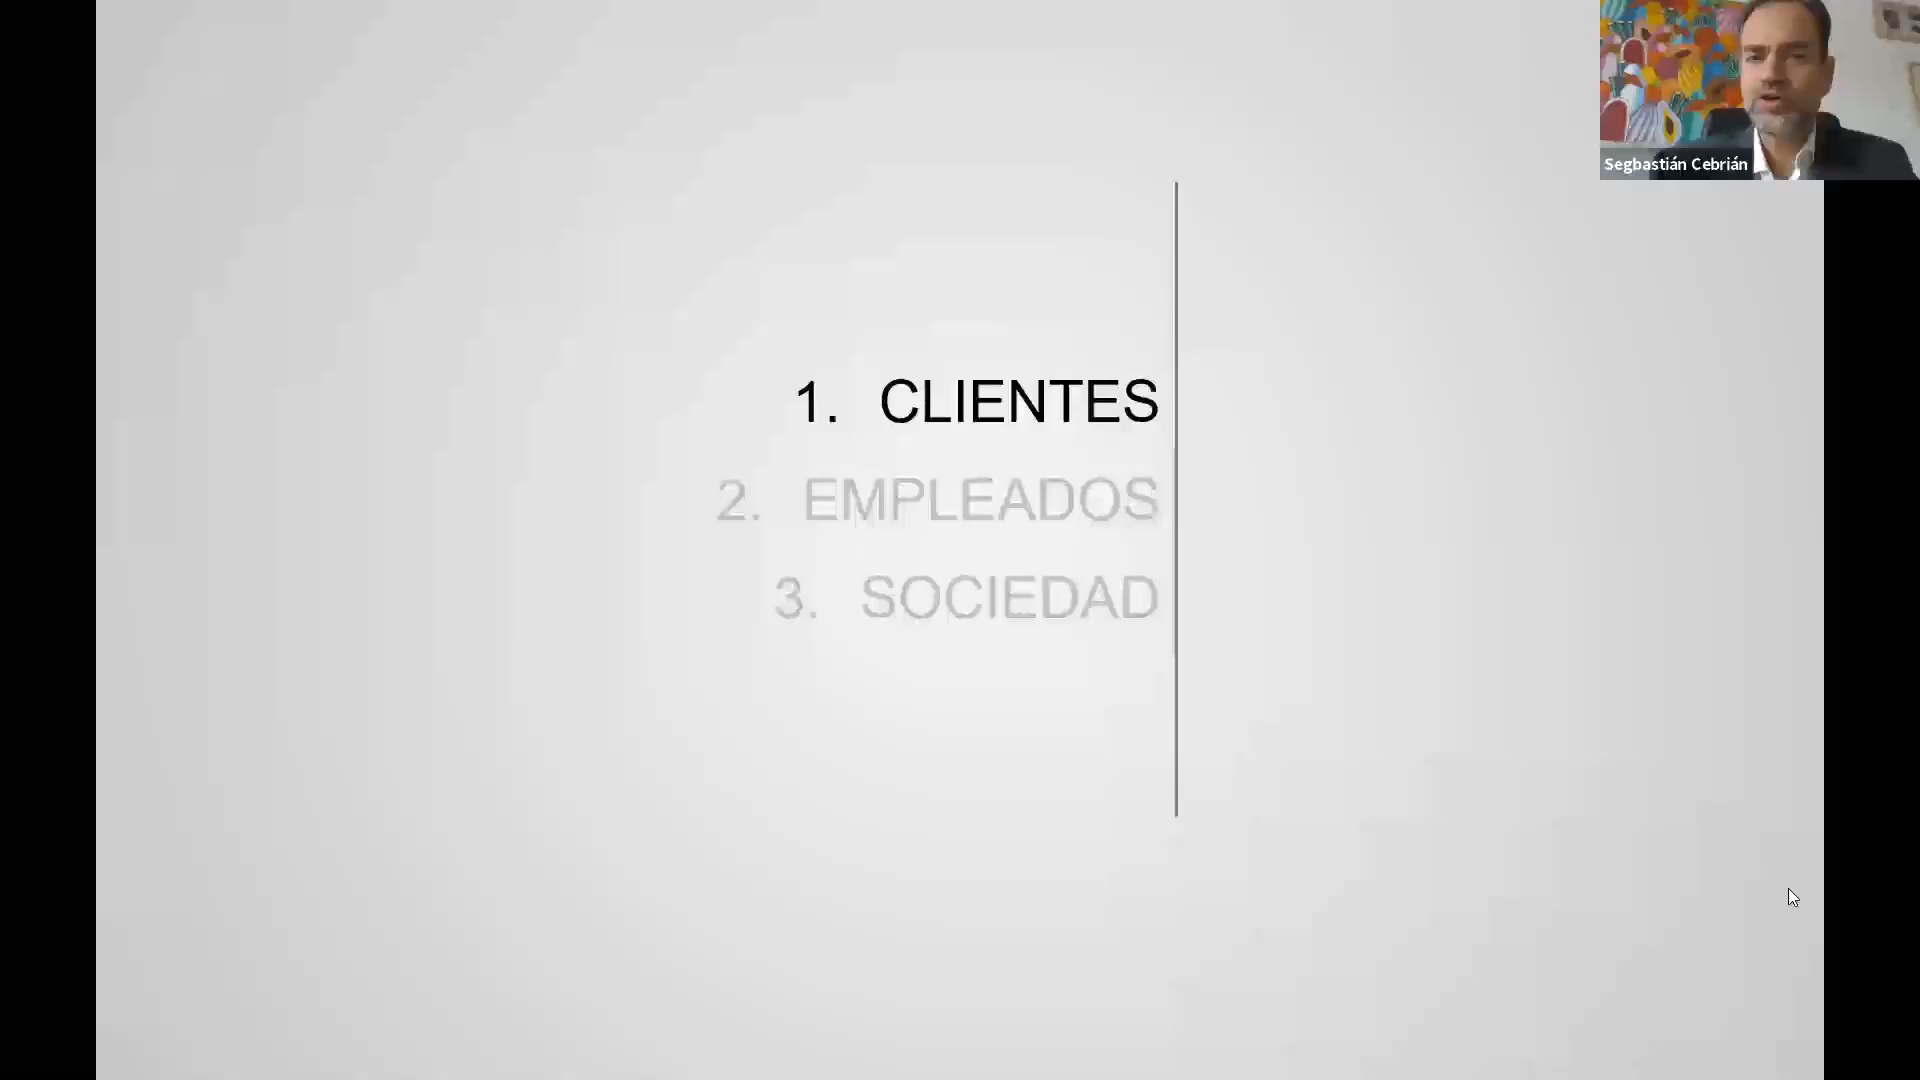 Segbastián Cebrián
1. CLIENTES
2. EMPLEADOS
3. SOCIEDAD